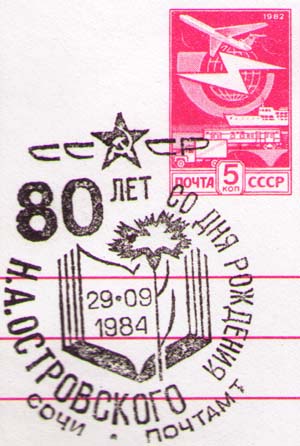 1982
ПОЧТА 5 КОП СССР
80 ЛЕТ СО ДНЯ РОЖДЕНИЯ
Н.А.ОСТРОВСКОГО
29•09
1984
СОЧИ • ПОЧТАМТ